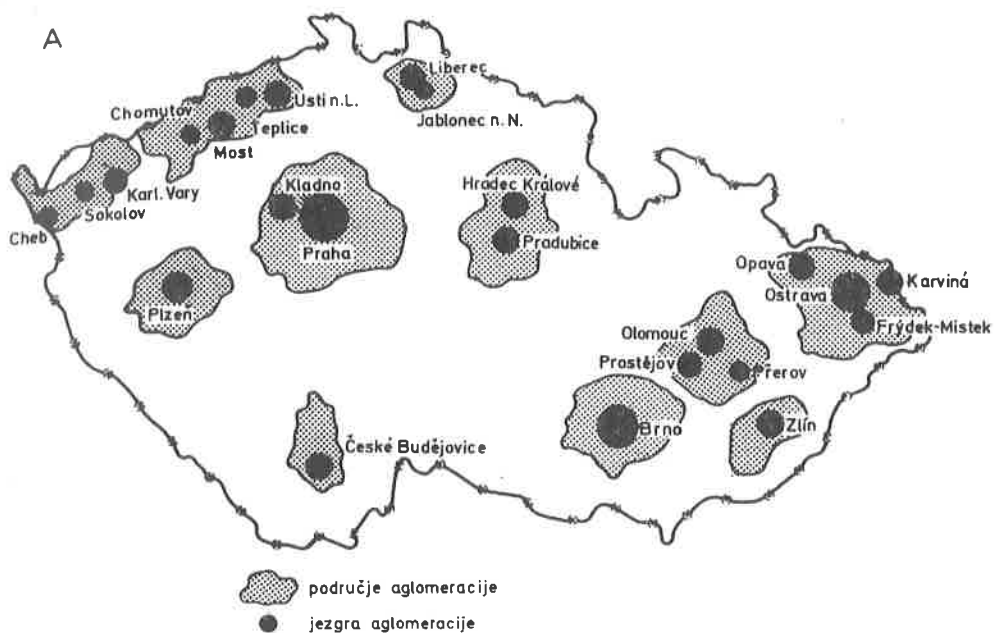 A
Liberec
Jablonec n. N.
Chomutov
Ustí n.L.
Teplice
Most
Karl. Vary
Sokolov
Cheb
Kladno
Praha
Hradec Králové
Pradubice
Plzeň
Opava
Karviná
Ostrava
Frýdek-Mistek
Olomouc
Prostějov
Přerov
Brno
Zlín
České Budějovice
područje aglomeracije
jezgra aglomeracije